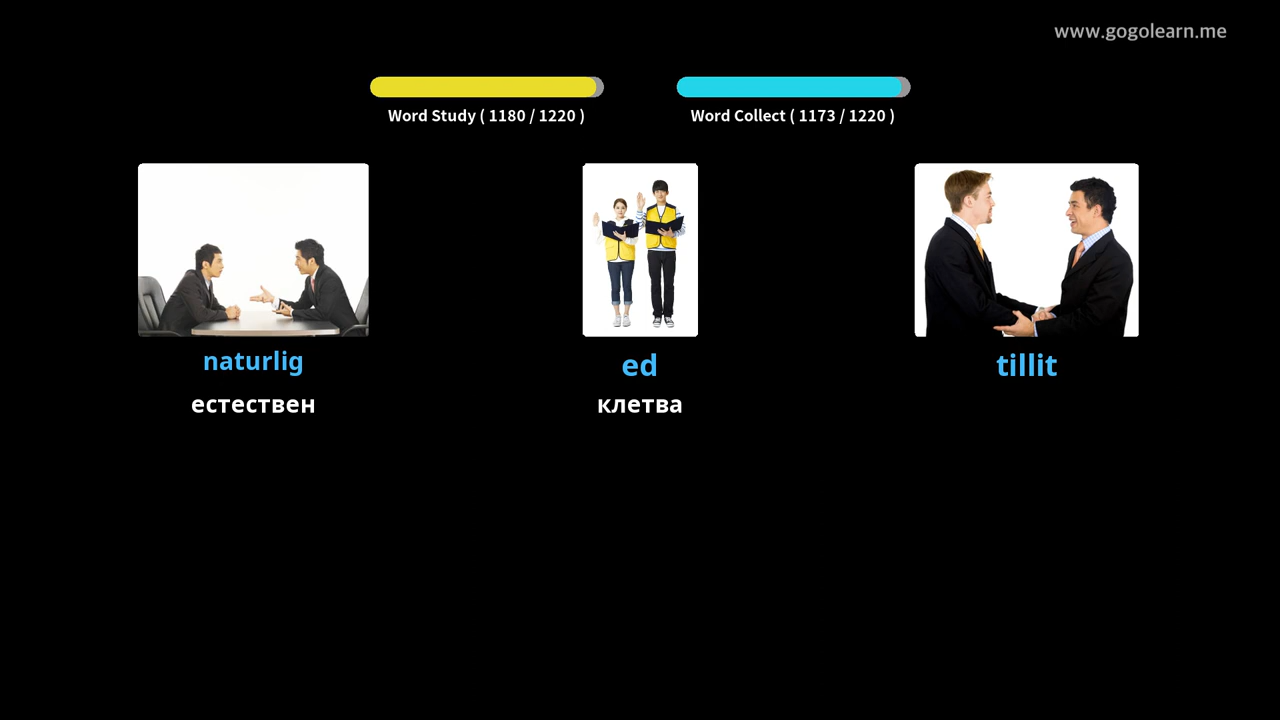 www.gogolearn.me
Word Study ( 1180 / 1220 )
Word Collect ( 1173 / 1220 )
naturlig
ed
tillit
естествен
клетва